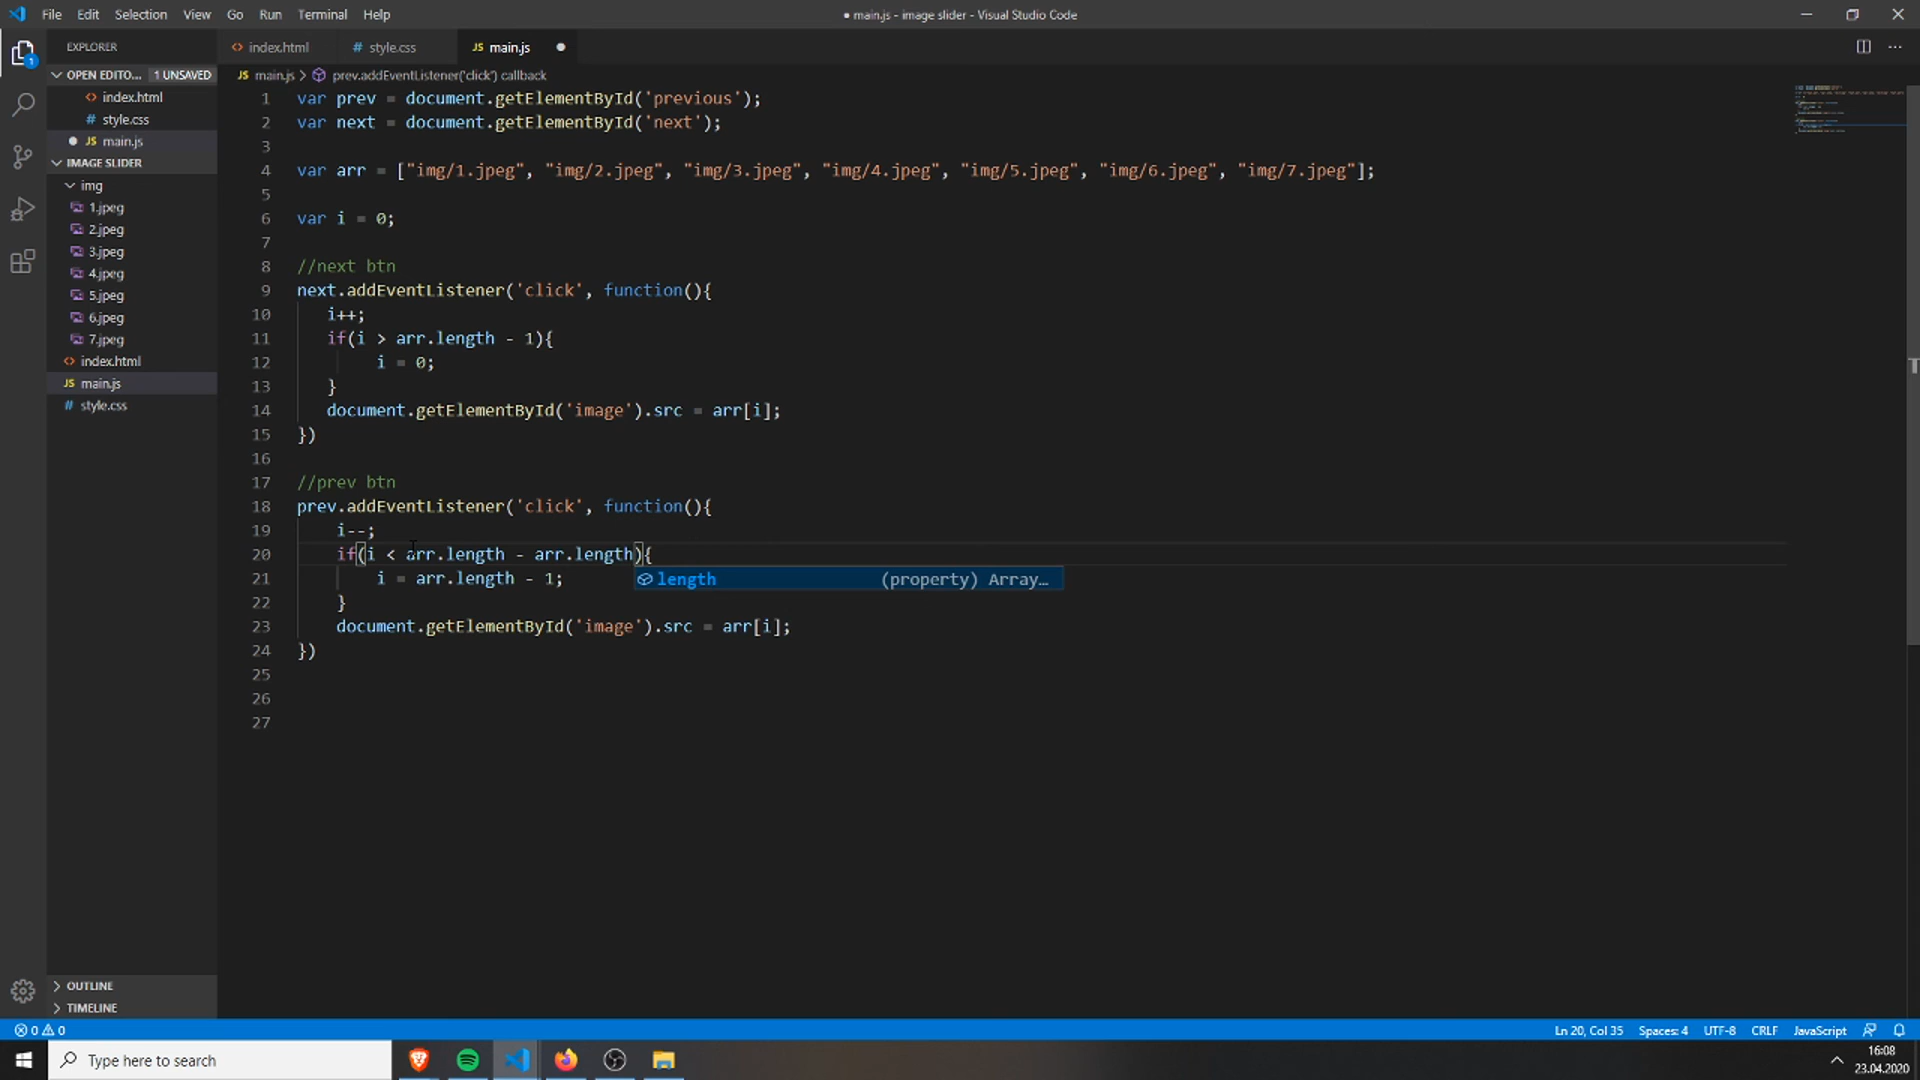 File Edit Selection View Go Run Terminal Help
● main.js - image slider - Visual Studio Code
EXPLORER
OPEN EDITO... 1 UNSAVED
index.html
style.css
main.js
IMAGE SLIDER
img
1.jpeg
2.jpeg
3.jpeg
4.jpeg
5.jpeg
6.jpeg
7.jpeg
index.html
JS main.js
# style.css
OUTLINE
TIMELINE
index.html # style.css JS main.js
JS main.js > prev.addEventListener('click') callback
1 var prev = document.getElementById('previous');
2 var next = document.getElementById('next');
3
4 var arr = ["img/1.jpeg", "img/2.jpeg", "img/3.jpeg", "img/4.jpeg", "img/5.jpeg", "img/6.jpeg", "img/7.jpeg"];
5
6 var i = 0;
7
8 //next btn
9 next.addEventListener('click', function(){
10 i++;
11 if(i > arr.length - 1){
12 i = 0;
13 }
14 document.getElementById('image').src = arr[i];
15 })
16
17 //prev btn
18 prev.addEventListener('click', function(){
19 i--;
20 if(i < arr.length - arr.length){
21 i = arr.length - 1;
length (property) Array…
22 }
23 document.getElementById('image').src = arr[i];
24 })
25
26
27
0 0
Ln 20, Col 35 Spaces: 4 UTF-8 CRLF JavaScript
Type here to search
16:08
23.04.2020